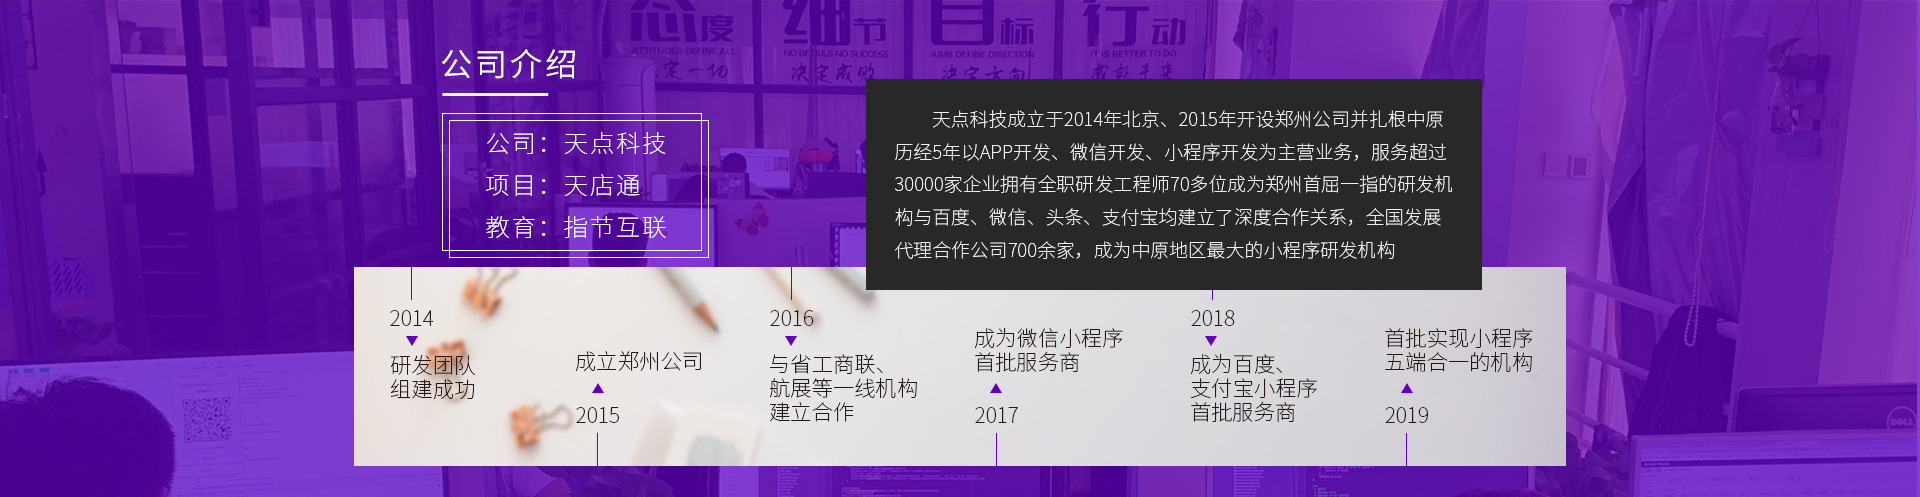 态度
细节
目标
行动
ATTITUDES DEFINE ALL
NO DETAILS NO SUCCESS
AIMS DEFINE DIRECTION
IT IS BETTER TO DO
决定一切
决定成败
决定方向
成就未来
公司介绍
公司：天点科技
项目：天店通
教育：指节互联
天点科技成立于2014年北京、2015年开设郑州公司并扎根中原
历经5年以APP开发、微信开发、小程序开发为主营业务，服务超过
30000家企业拥有全职研发工程师70多位成为郑州首屈一指的研发机
构与百度、微信、头条、支付宝均建立了深度合作关系，全国发展
代理合作公司700余家，成为中原地区最大的小程序研发机构
2014
研发团队
组建成功
成立郑州公司
2015
2016
与省工商联、
航展等一线机构
建立合作
成为微信小程序
首批服务商
2017
2018
成为百度、
支付宝小程序
首批服务商
首批实现小程序
五端合一的机构
2019
DELL